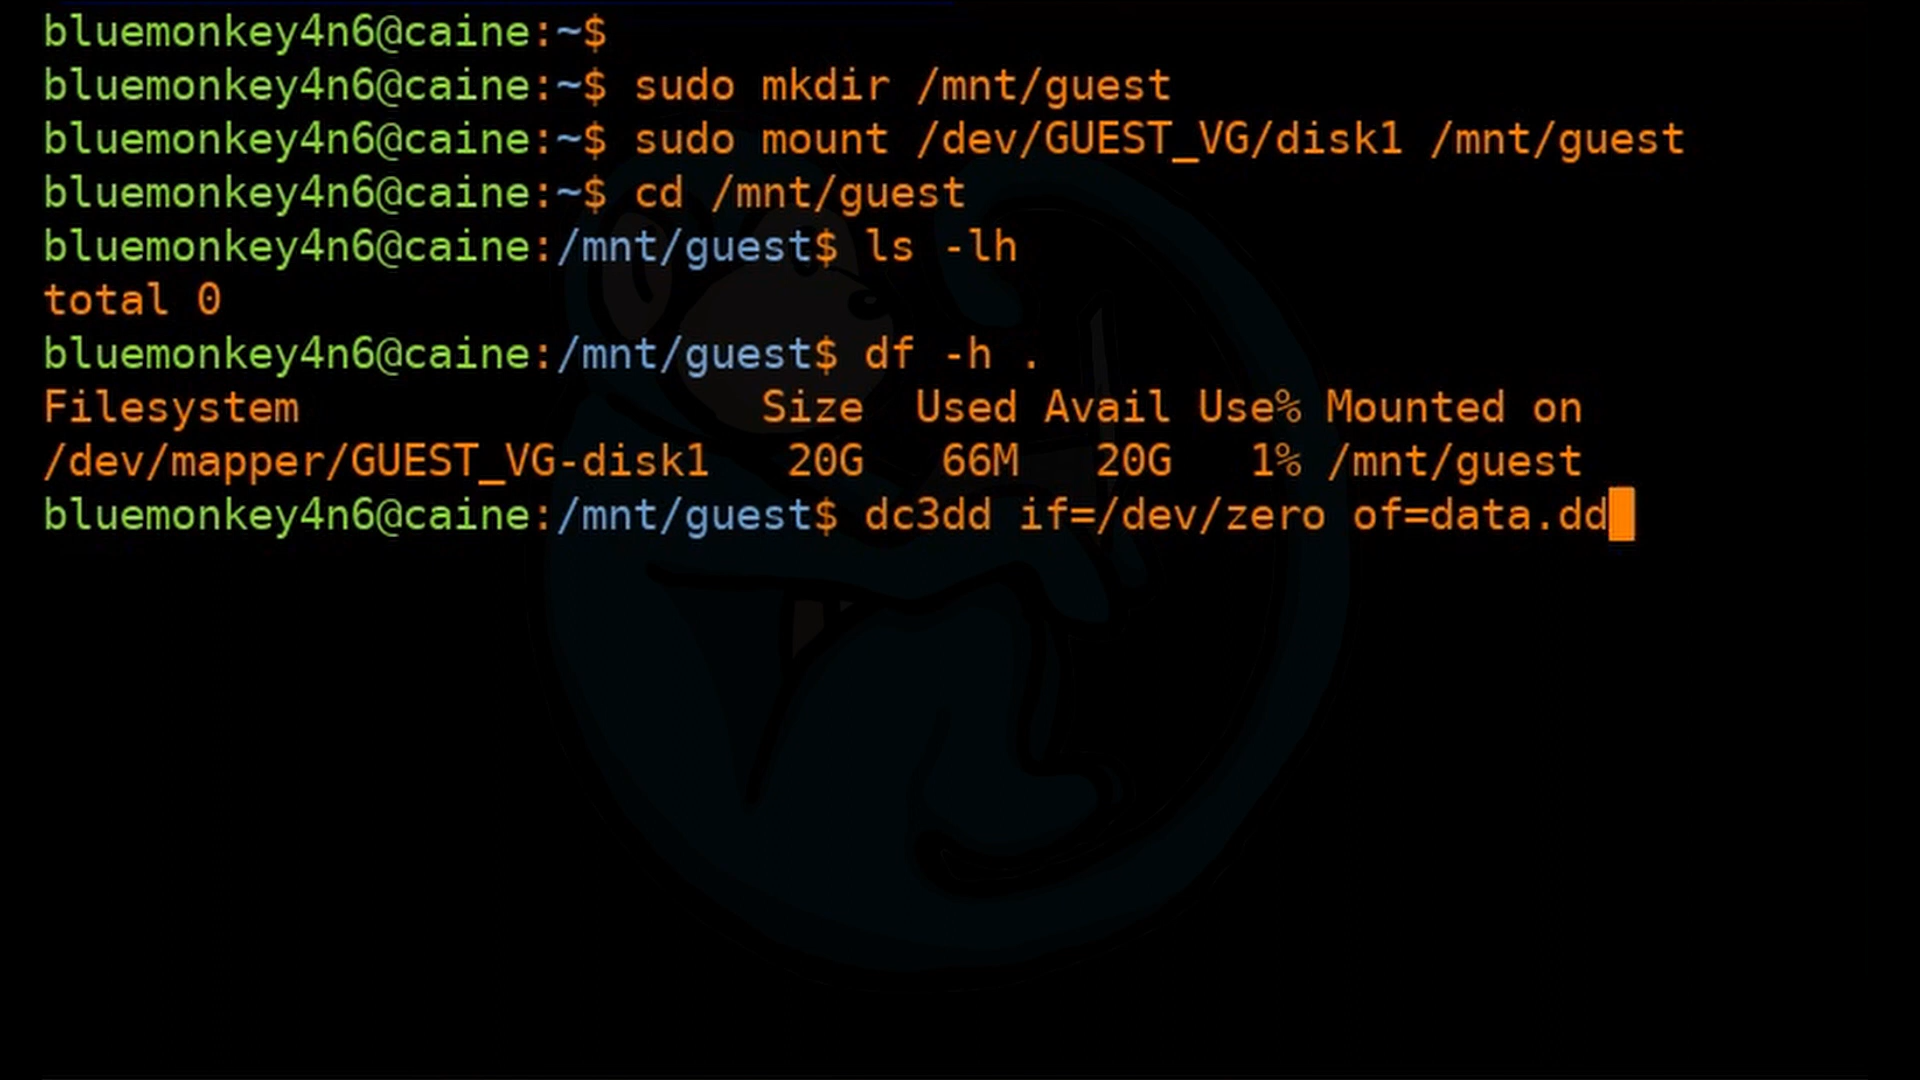 bluemonkey4n6@caine:~$
bluemonkey4n6@caine:~$ sudo mkdir /mnt/guest
bluemonkey4n6@caine:~$ sudo mount /dev/GUEST_VG/disk1 /mnt/guest
bluemonkey4n6@caine:~$ cd /mnt/guest
bluemonkey4n6@caine:/mnt/guest$ ls -lh
total 0
bluemonkey4n6@caine:/mnt/guest$ df -h .
Filesystem                  Size  Used Avail Use% Mounted on
/dev/mapper/GUEST_VG-disk1   20G   66M   20G   1% /mnt/guest
bluemonkey4n6@caine:/mnt/guest$ dc3dd if=/dev/zero of=data.dd